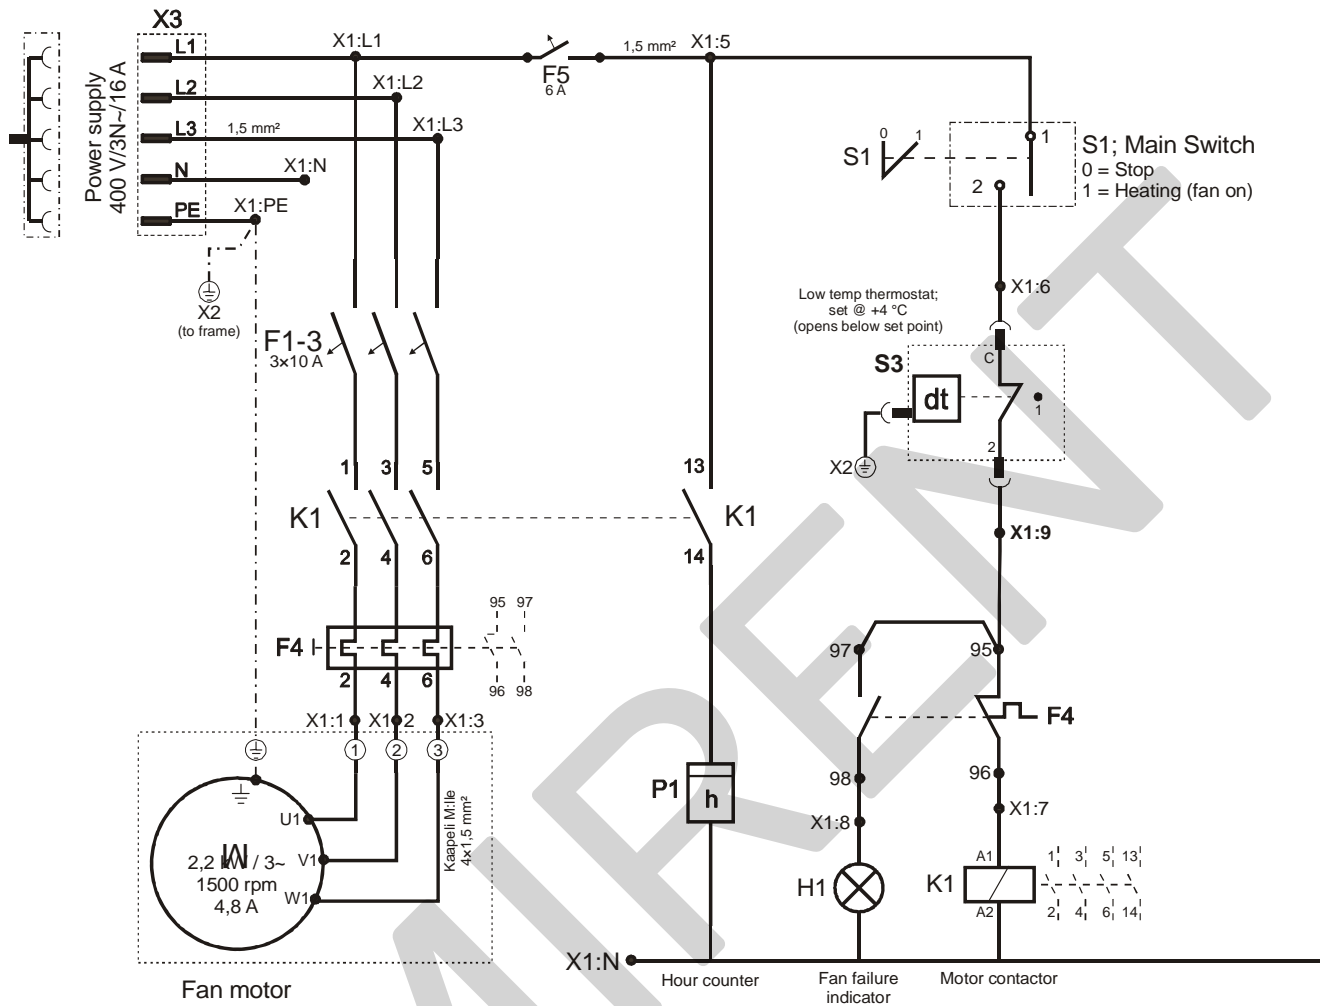 X3
L1
L2
L3
N
PE
Power supply
400 V/3N~/16 A
1,5 mm²
X1:L1
X1:L2
X1:L3
X1:N
X1:PE
X2
(to frame)
F5
6 A
1,5 mm²
X1:5
S1
0
1
1
2
S1; Main Switch
0 = Stop
1 = Heating (fan on)
X1:6
Low temp thermostat;
set @ +4 °C
(opens below set point)
S3
C
dt
1
2
X2
X1:9
F1-3
3×10 A
1
3
5
13
K1
K1
2
4
6
14
F4
95
97
96
98
2
4
6
X1:1
X1:2
X1:3
1
2
3
U1
V1
W1
2,2 kW / 3~
1500 rpm
4,8 A
Kaapeli M:lle
4×1,5 mm²
Fan motor
P1
h
97
95
F4
98
96
X1:8
X1:7
H1
K1
A1
A2
1
3
5
13
2
4
6
14
X1:N
Hour counter
Fan failure
indicator
Motor contactor
MIRENT